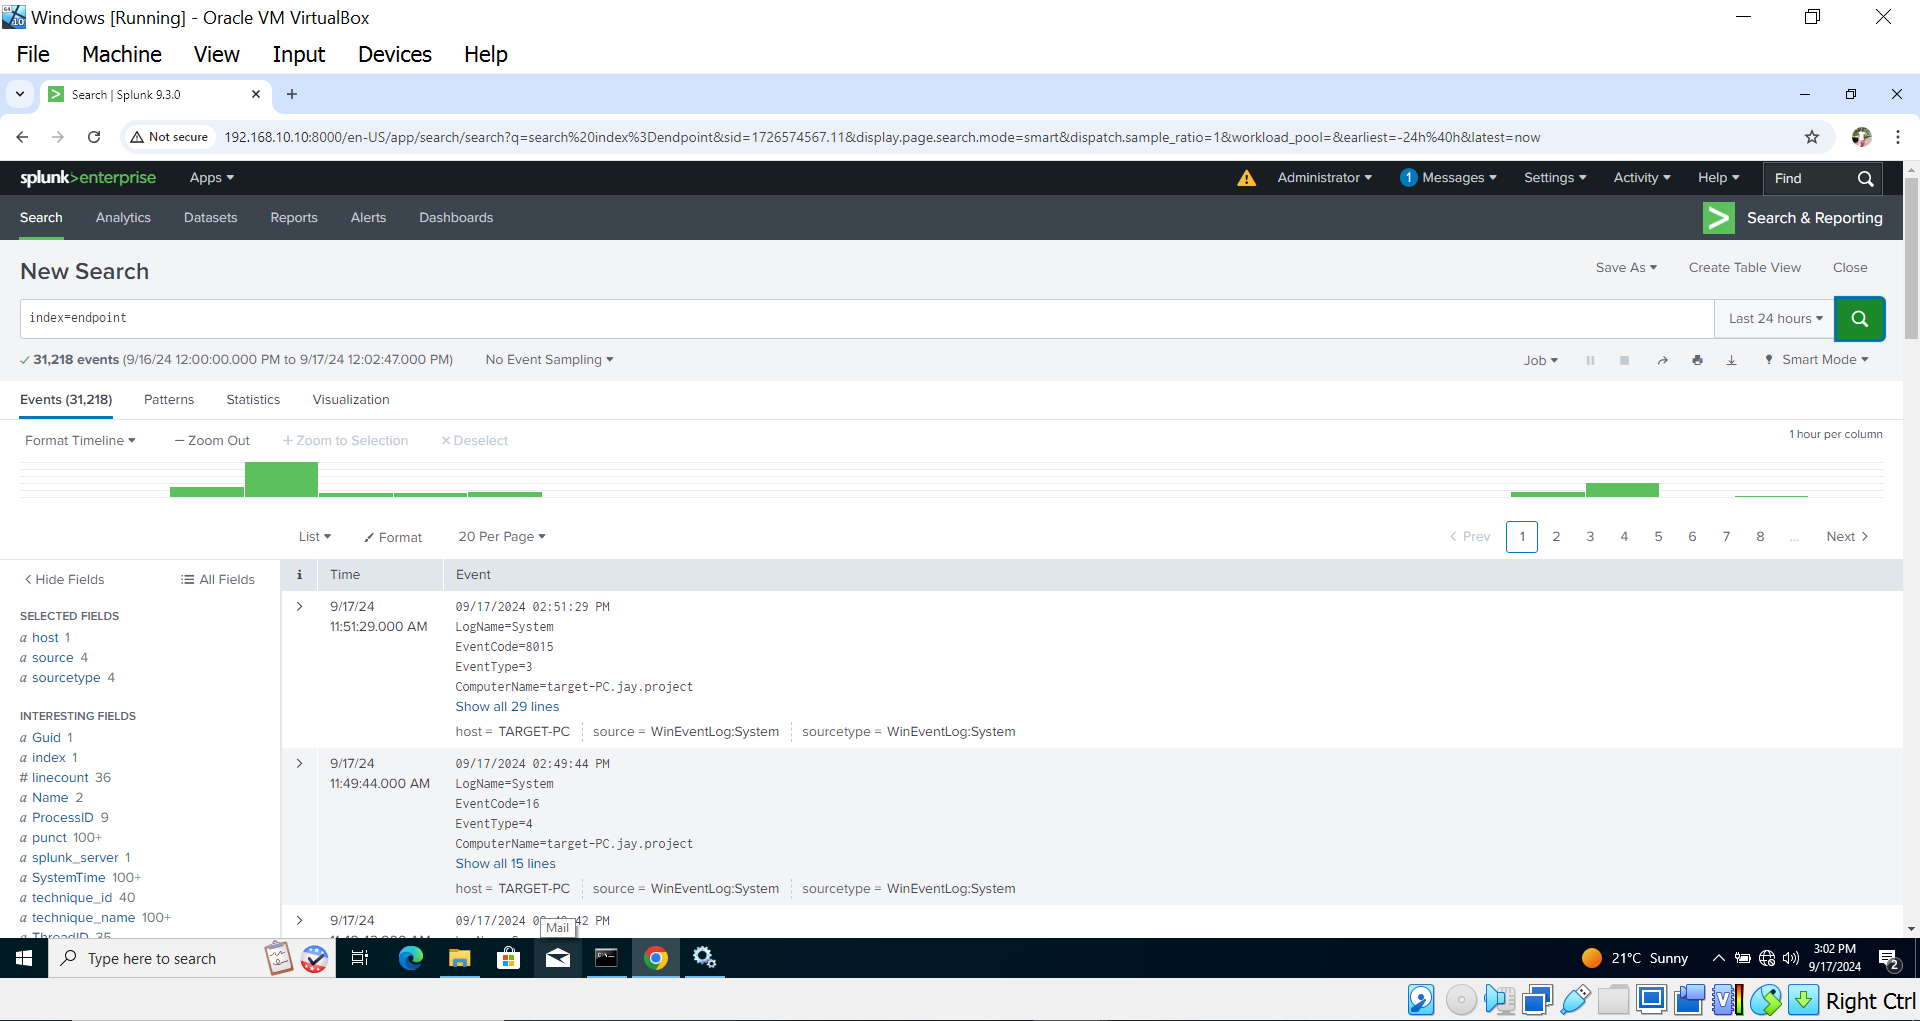 Windows [Running] - Oracle VM VirtualBox
File Machine View Input Devices Help
Search | Splunk 9.3.0
Not secure 192.168.10.10:8000/en-US/app/search/search?q=search%20index%3Dendpoint&sid=1726574567.11&display.page.search.mode=smart&dispatch.sample_ratio=1&workload_pool=&earliest=-24h%40h&latest=now
splunk>enterprise Apps Administrator 1 Messages Settings Activity Help Find
Search Analytics Datasets Reports Alerts Dashboards Search & Reporting
New Search Save As Create Table View Close
index=endpoint Last 24 hours
31,218 events (9/16/24 12:00:00.000 PM to 9/17/24 12:02:47.000 PM) No Event Sampling Job Smart Mode
Events (31,218) Patterns Statistics Visualization
Format Timeline — Zoom Out + Zoom to Selection × Deselect 1 hour per column
List Format 20 Per Page < Prev 1 2 3 4 5 6 7 8 ... Next >
< Hide Fields All Fields
SELECTED FIELDS
a host 1
a source 4
a sourcetype 4
INTERESTING FIELDS
a Guid 1
a index 1
# linecount 36
a Name 2
a ProcessID 9
a punct 100+
a splunk_server 1
a SystemTime 100+
a technique_id 40
a technique_name 100+
a ThreadID 35
i Time Event
9/17/24 11:51:29.000 AM
09/17/2024 02:51:29 PM
LogName=System
EventCode=8015
EventType=3
ComputerName=target-PC.jay.project
Show all 29 lines
host = TARGET-PC source = WinEventLog:System sourcetype = WinEventLog:System
9/17/24 11:49:44.000 AM
09/17/2024 02:49:44 PM
LogName=System
EventCode=16
EventType=4
ComputerName=target-PC.jay.project
Show all 15 lines
host = TARGET-PC source = WinEventLog:System sourcetype = WinEventLog:System
9/17/24
09/17/2024 42 PM
Mail
Type here to search
21°C Sunny
3:02 PM
9/17/2024
2
Right Ctrl